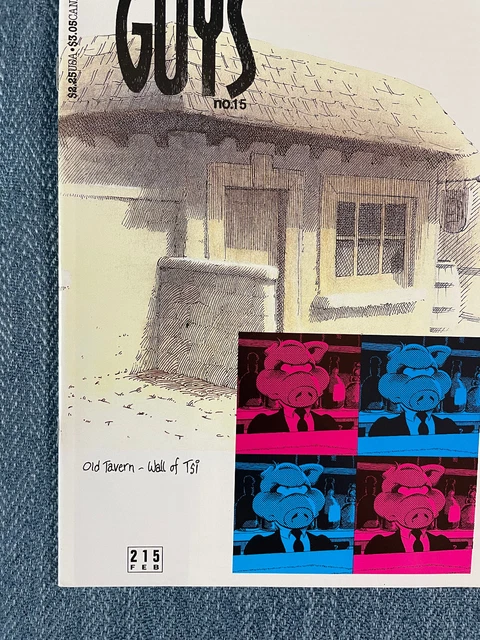 $2.25USA•$3.05CAN
GUYS
no.15
Old Tavern - Wall of Tsi
215
FEB